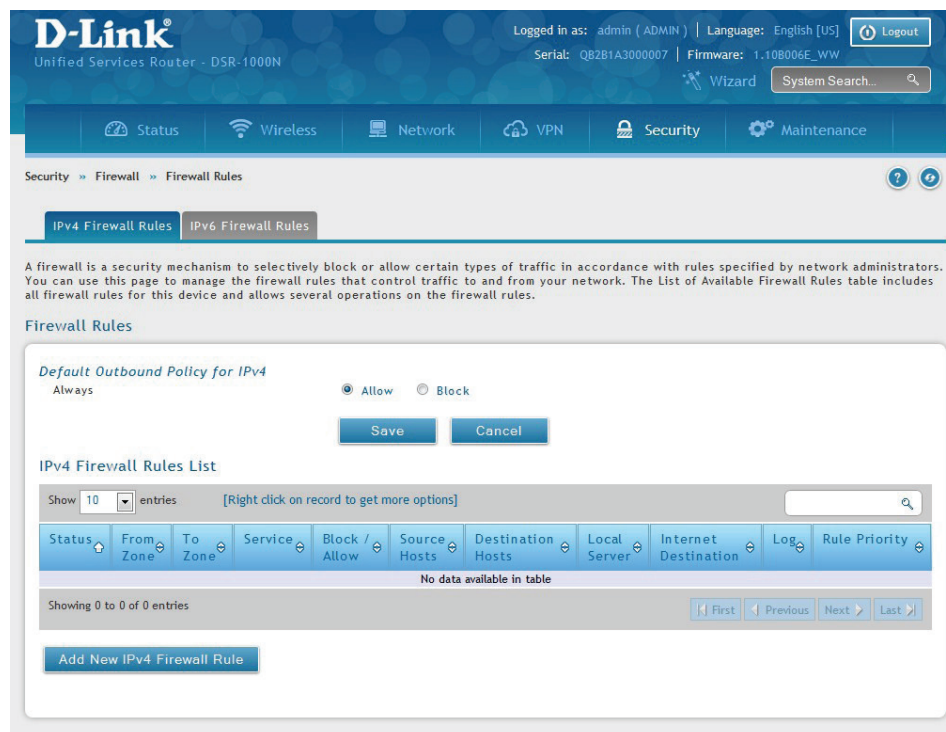 D-Link®
Unified Services Router - DSR-1000N
Logged in as: admin ( ADMIN ) | Language: English [US]
Logout
Serial: QB2B1A3000007 | Firmware: 1.10B006E_WW
Wizard
System Search...
Status
Wireless
Network
VPN
Security
Maintenance
Security » Firewall » Firewall Rules
?
IPv4 Firewall Rules
IPv6 Firewall Rules
A firewall is a security mechanism to selectively block or allow certain types of traffic in accordance with rules specified by network administrators.
You can use this page to manage the firewall rules that control traffic to and from your network. The List of Available Firewall Rules table includes
all firewall rules for this device and allows several operations on the firewall rules.
Firewall Rules
Default Outbound Policy for IPv4
Always
Allow
Block
Save
Cancel
IPv4 Firewall Rules List
Show 10 entries
[Right click on record to get more options]
Status
From Zone
To Zone
Service
Block / Allow
Source Hosts
Destination Hosts
Local Server
Internet Destination
Log
Rule Priority
No data available in table
Showing 0 to 0 of 0 entries
First
Previous
Next
Last
Add New IPv4 Firewall Rule